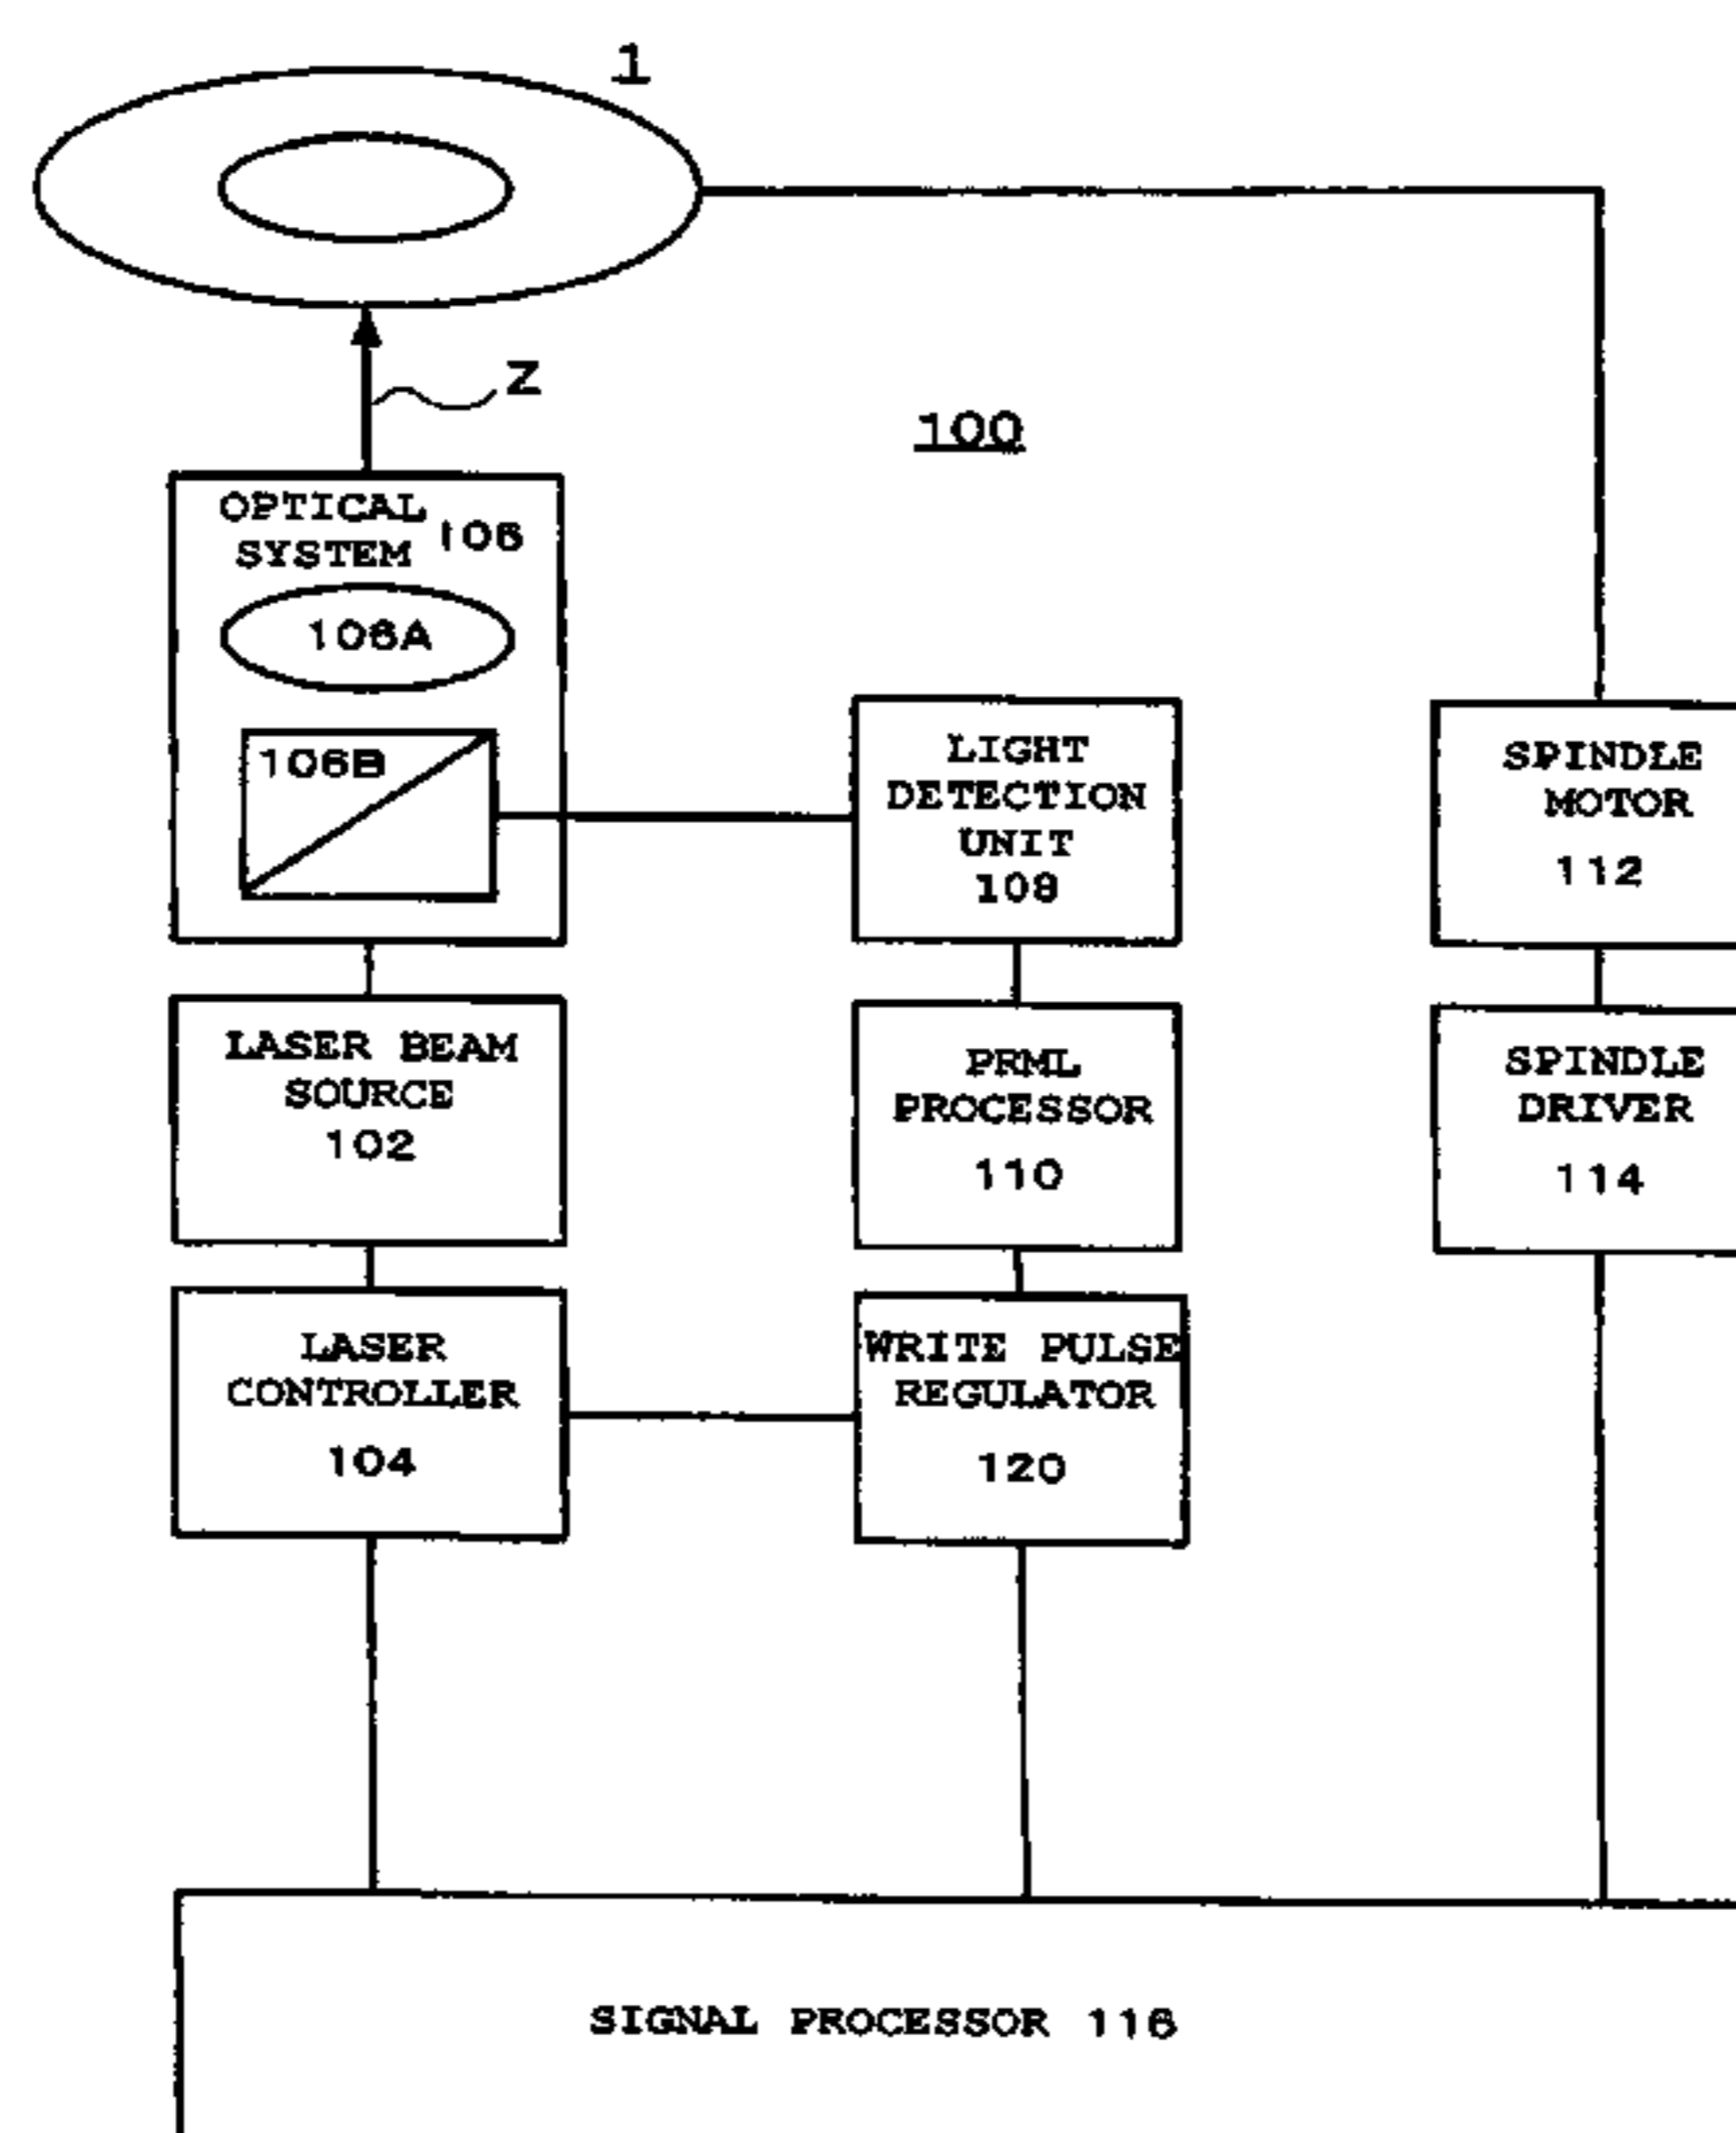 1
Z
100
OPTICAL
SYSTEM 106
106A
106B
LIGHT
DETECTION
UNIT
108
SPINDLE
MOTOR
112
LASER BEAM
SOURCE
102
PRML
PROCESSOR
110
SPINDLE
DRIVER
114
LASER
CONTROLLER
104
WRITE PULSE
REGULATOR
120
SIGNAL PROCESSOR 116